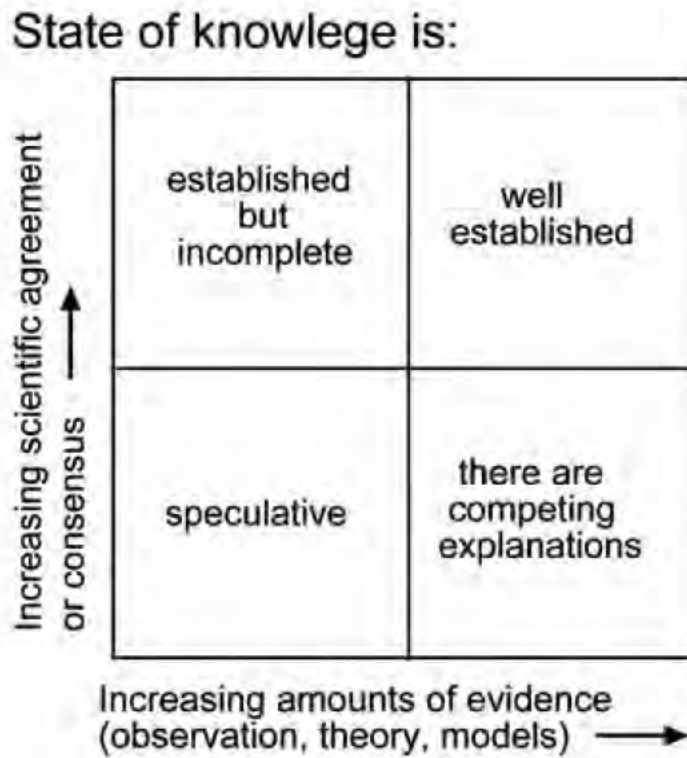 State of knowlege is:
Increasing scientific agreement
or consensus
established
but
incomplete
well
established
speculative
there are
competing
explanations
Increasing amounts of evidence
(observation, theory, models)